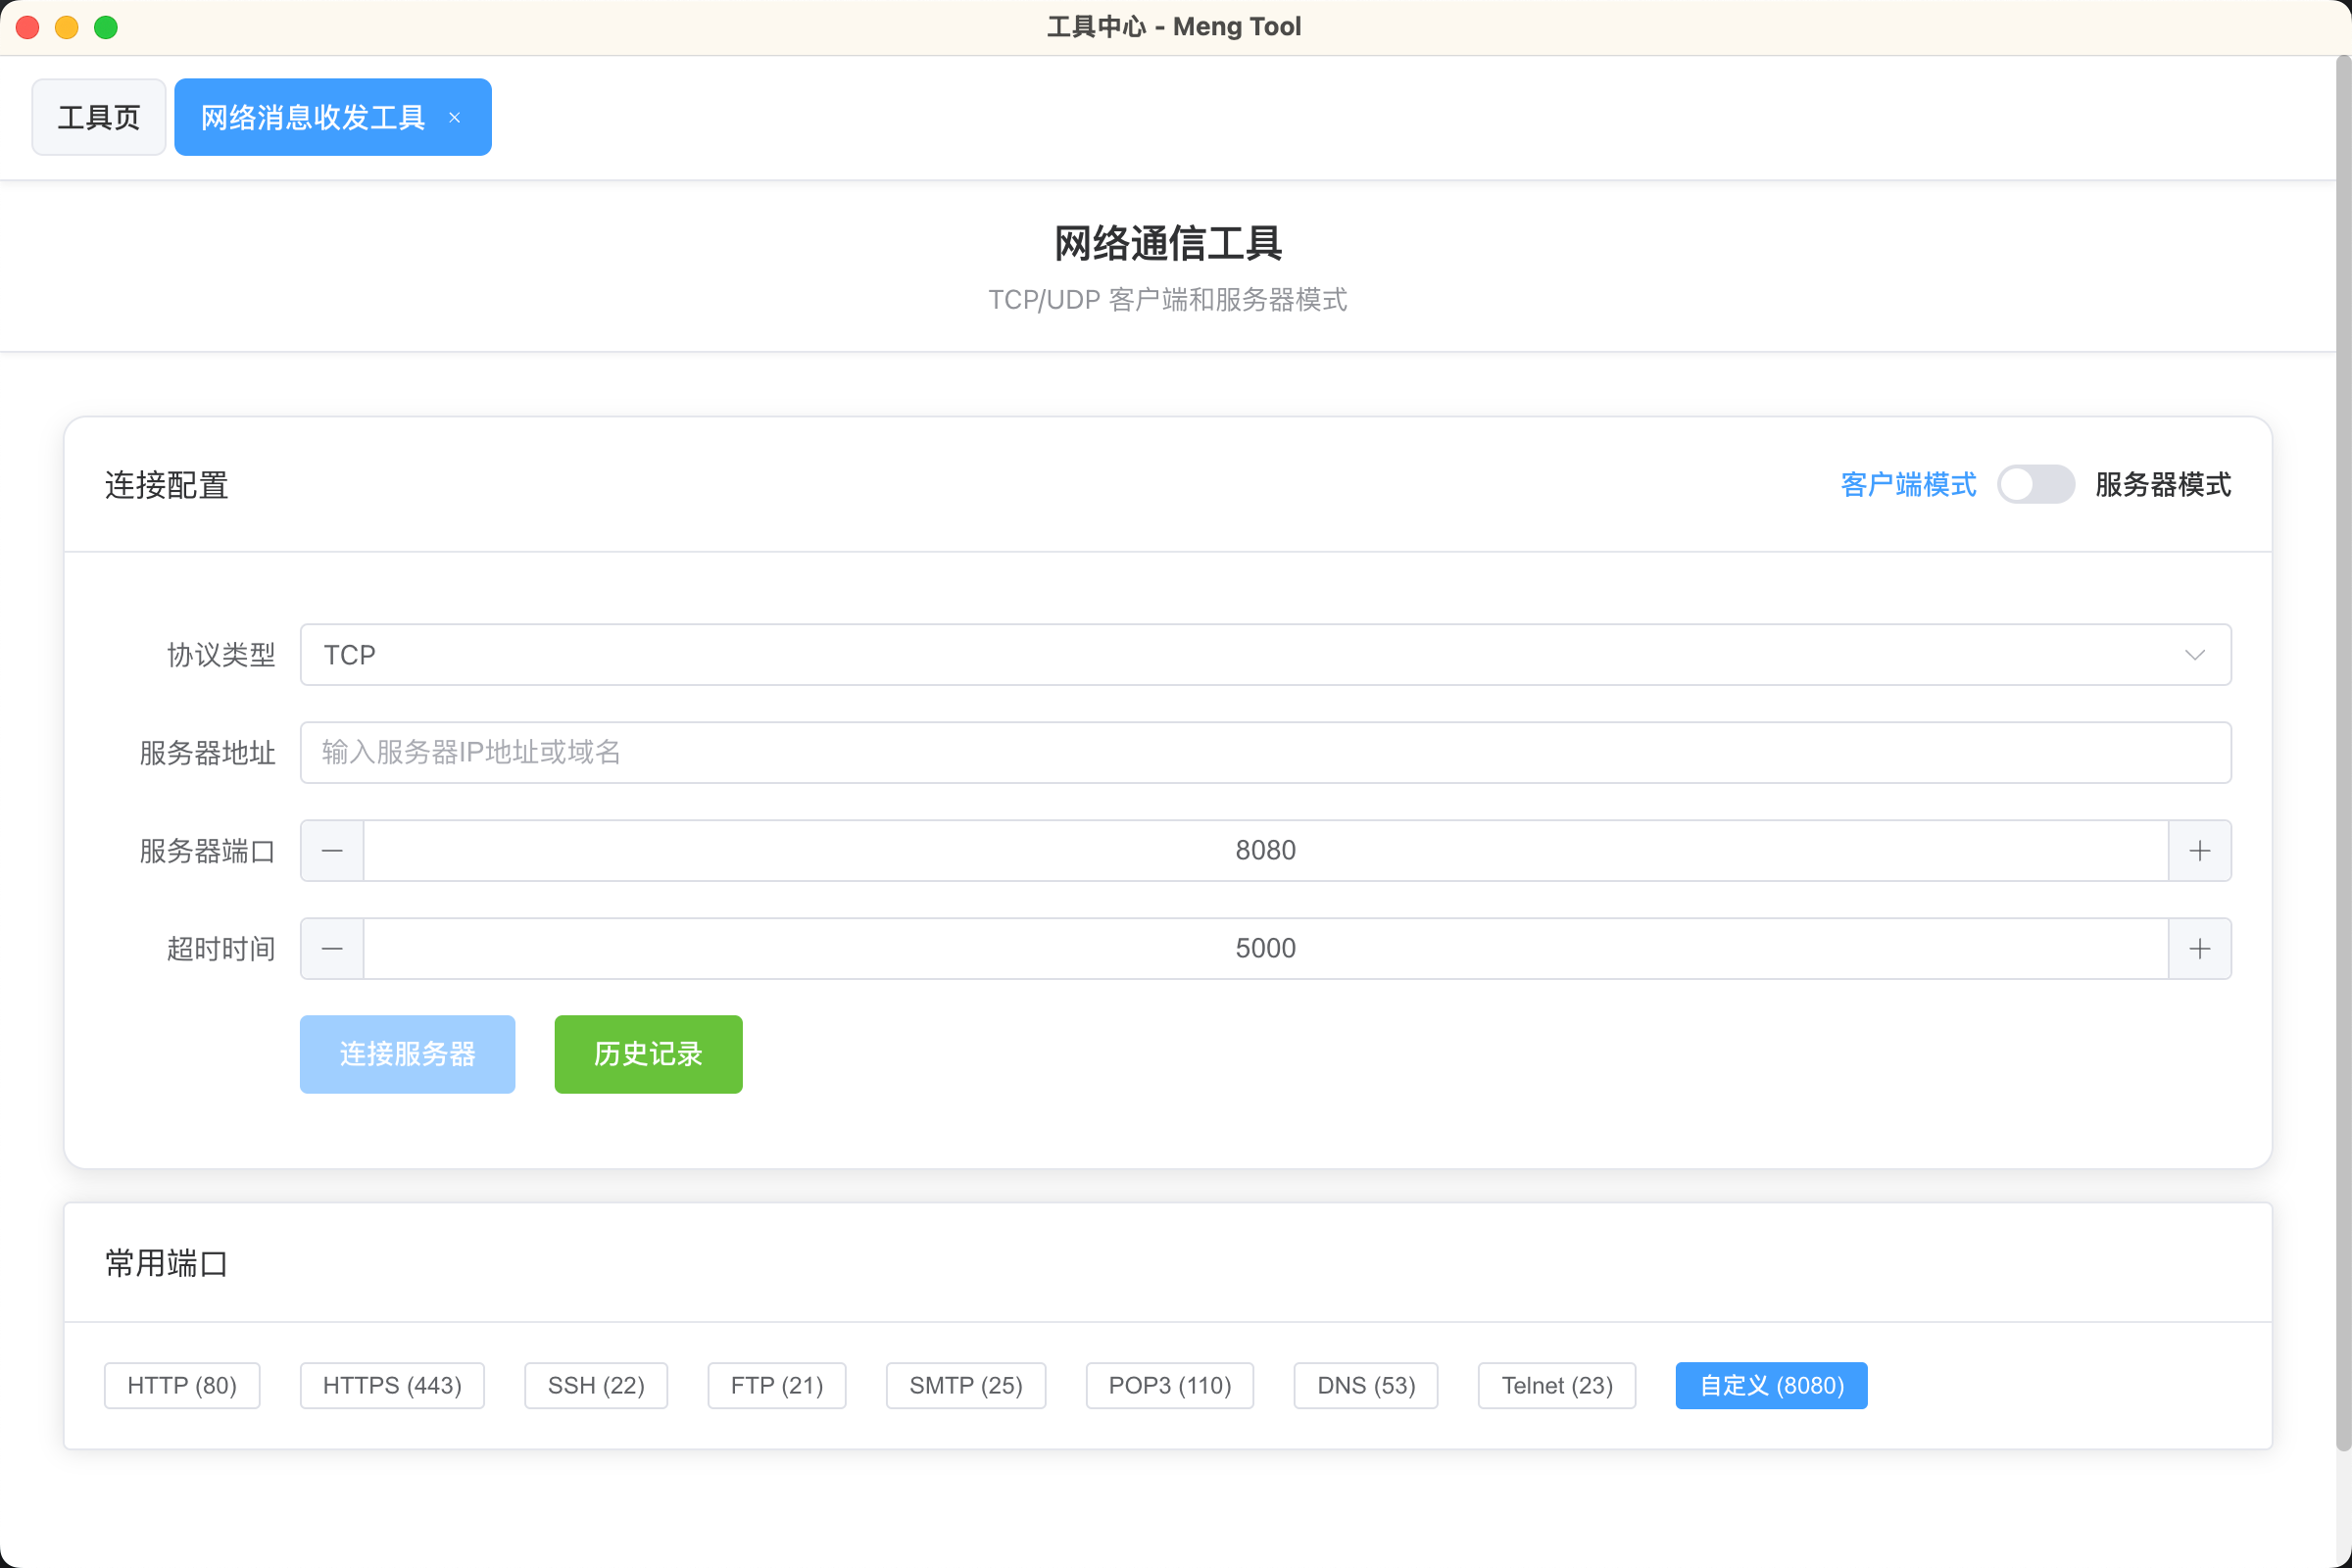 工具中心 - Meng Tool
工具页
网络消息收发工具 ×
网络通信工具
TCP/UDP 客户端和服务器模式
连接配置
客户端模式 服务器模式
协议类型 TCP
服务器地址 输入服务器IP地址或域名
服务器端口 — 8080 +
超时时间 — 5000 +
连接服务器 历史记录
常用端口
HTTP (80) HTTPS (443) SSH (22) FTP (21) SMTP (25) POP3 (110) DNS (53) Telnet (23) 自定义 (8080)